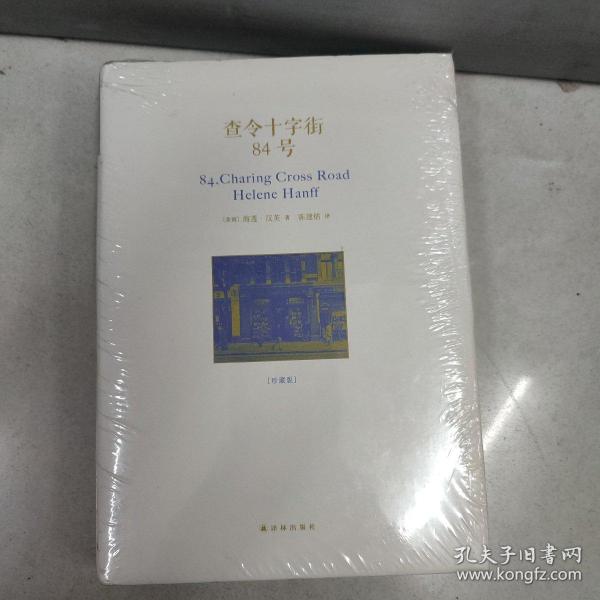 查令十字街
84号
84, Charing Cross Road
Helene Hanff
[美国] 海莲·汉芙 著 陈建铭 译
[珍藏版]
译林出版社
孔夫子旧书网
www.kongfz.com